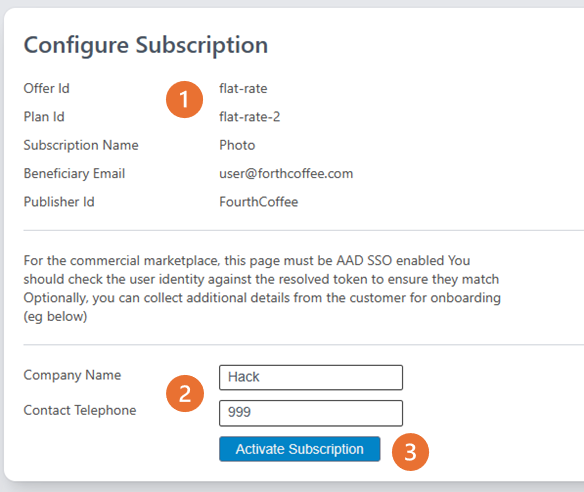 Configure Subscription
Offer Id flat-rate
1
Plan Id flat-rate-2
Subscription Name Photo
Beneficiary Email user@forthcoffee.com
Publisher Id FourthCoffee
For the commercial marketplace, this page must be AAD SSO enabled You
should check the user identity against the resolved token to ensure they match
Optionally, you can collect additional details from the customer for onboarding
(eg below)
Company Name Hack
2
Contact Telephone 999
Activate Subscription 3